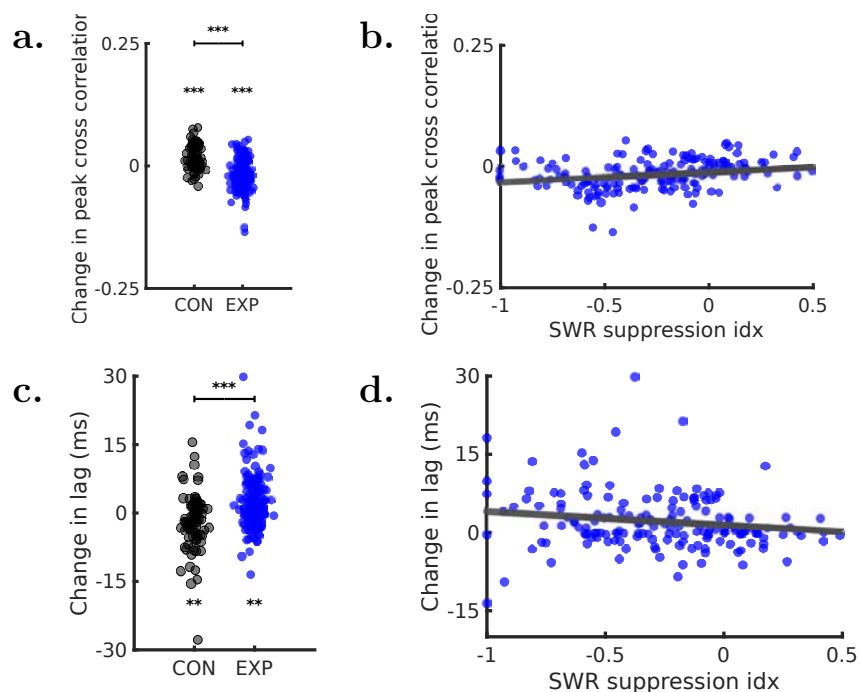 a.
Change in peak cross correlation
0.25
0
-0.25
***
***
***
CON
EXP
b.
Change in peak cross correlation
0.25
0
-0.25
-1
-0.5
0
0.5
SWR suppression idx
c.
Change in lag (ms)
30
15
0
-15
-30
***
**
**
CON
EXP
d.
Change in lag (ms)
30
15
0
-15
-1
-0.5
0
0.5
SWR suppression idx